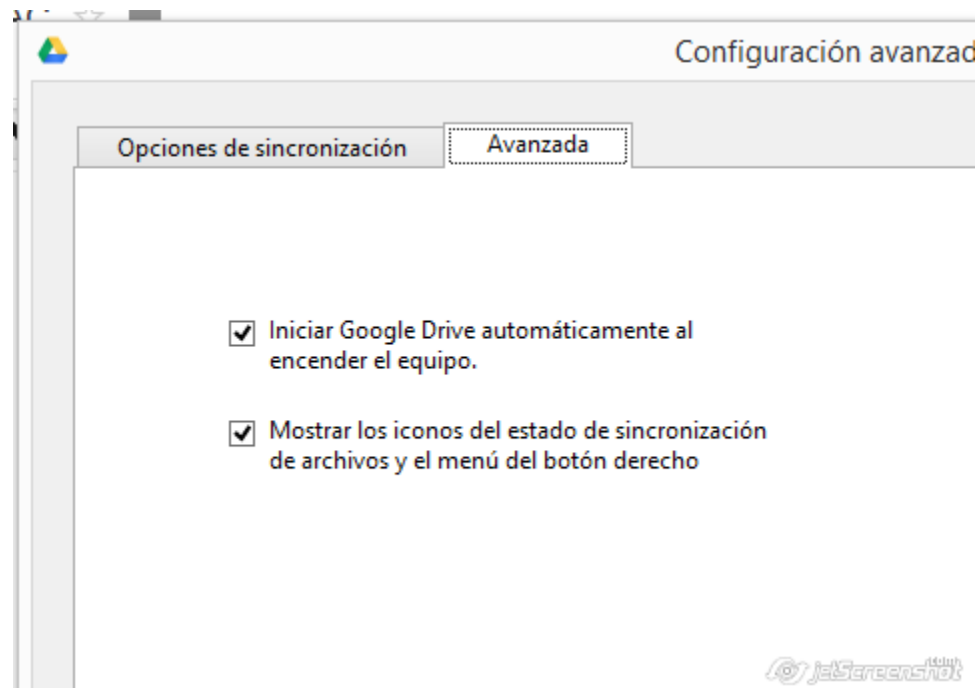 Configuración avanzad
Opciones de sincronización
Avanzada
Iniciar Google Drive automáticamente al
encender el equipo.
Mostrar los iconos del estado de sincronización
de archivos y el menú del botón derecho
jetScreenshot
.com